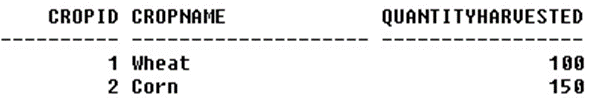 CROPID CROPNAME QUANTITYHARVESTED
---------- -------------------- -----------------
1 Wheat 100
2 Corn 150